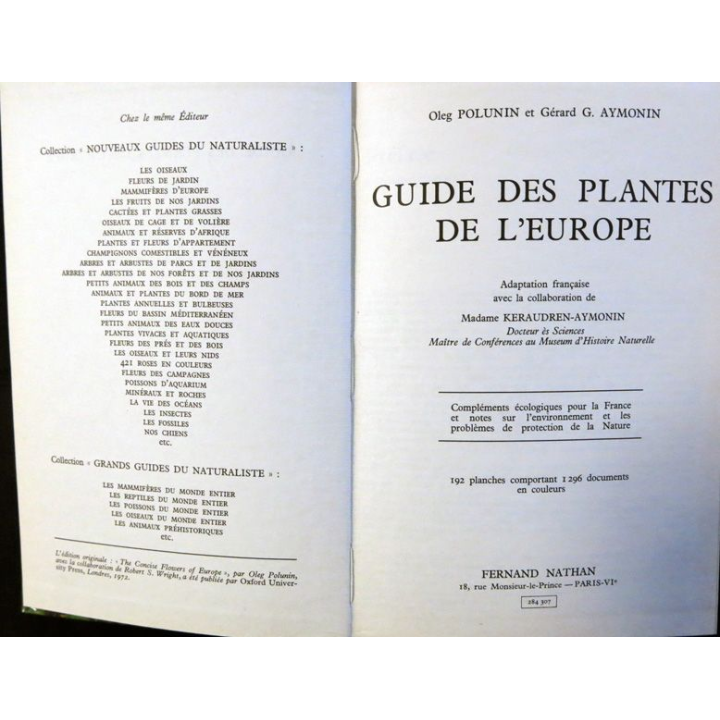 Chez le même Éditeur
Collection « NOUVEAUX GUIDES DU NATURALISTE » :
LES OISEAUX
FLEURS DE JARDIN
MAMMIFÈRES D'EUROPE
LES FRUITS DE NOS JARDINS
CACTÉES ET PLANTES GRASSES
OISEAUX DE CAGE ET DE VOLIÈRE
ANIMAUX ET RÉSERVES D'AFRIQUE
PLANTES ET FLEURS D'APPARTEMENT
CHAMPIGNONS COMESTIBLES ET VÉNÉNEUX
ARBRES ET ARBUSTES DE PARCS ET DE JARDINS
ARBRES ET ARBUSTES DE NOS FORÊTS ET DE NOS JARDINS
PETITS ANIMAUX DES BOIS ET DES CHAMPS
ANIMAUX ET PLANTES DU BORD DE MER
PLANTES ANNUELLES ET BULBEUSES
FLEURS DU BASSIN MÉDITERRANÉEN
PETITS ANIMAUX DES EAUX DOUCES
PLANTES VIVACES ET AQUATIQUES
FLEURS DES PRÉS ET DES BOIS
LES OISEAUX ET LEURS NIDS
421 ROSES EN COULEURS
FLEURS DES CAMPAGNES
POISSONS D'AQUARIUM
MINÉRAUX ET ROCHES
LA VIE DES OCÉANS
LES INSECTES
LES FOSSILES
NOS CHIENS
etc.
Collection « GRANDS GUIDES DU NATURALISTE » :
LES MAMMIFÈRES DU MONDE ENTIER
LES REPTILES DU MONDE ENTIER
LES POISSONS DU MONDE ENTIER
LES OISEAUX DU MONDE ENTIER
LES ANIMAUX PRÉHISTORIQUES
etc.
L'édition originale : « The Concise Flowers of Europe », par Oleg Polunin,
avec la collaboration de Robert S. Wright, a été publiée par Oxford Univer-
sity Press, Londres, 1972.
Oleg POLUNIN et Gérard G. AYMONIN
GUIDE DES PLANTES
DE L'EUROPE
Adaptation française
avec la collaboration de
Madame KERAUDREN-AYMONIN
Docteur ès Sciences
Maître de Conférences au Museum d'Histoire Naturelle
Compléments écologiques pour la France
et notes sur l'environnement et les
problèmes de protection de la Nature
192 planches comportant 1 296 documents
en couleurs
FERNAND NATHAN
18, rue Monsieur-le-Prince — PARIS-VIe
284 307